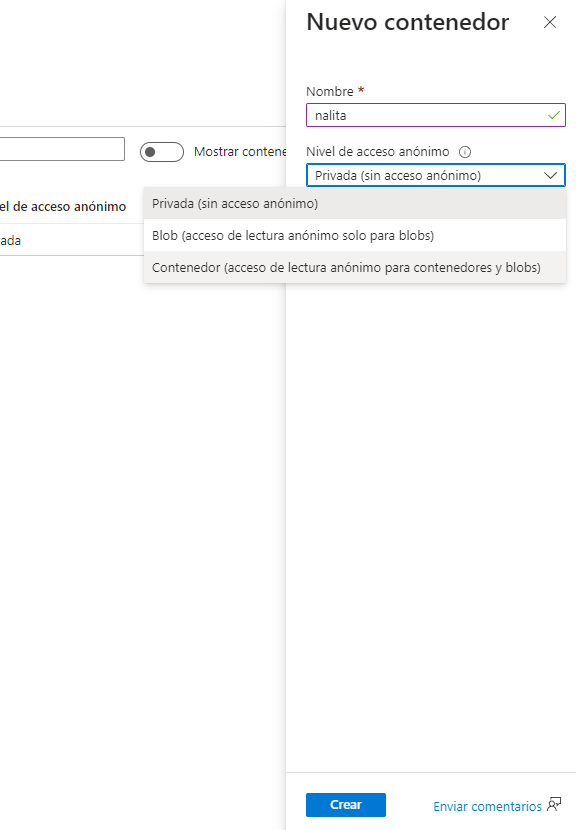 Nuevo contenedor
Nombre *
nalita
Mostrar contene
Nivel de acceso anónimo
Privada (sin acceso anónimo)
el de acceso anónimo
Privada (sin acceso anónimo)
ada
Blob (acceso de lectura anónimo solo para blobs)
Contenedor (acceso de lectura anónimo para contenedores y blobs)
Crear
Enviar comentarios